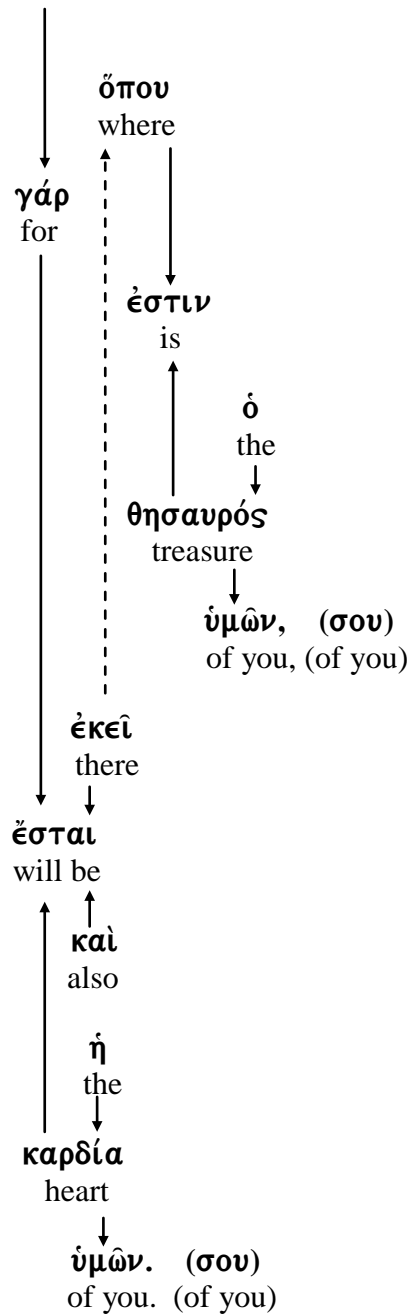 ὅπου
where
γάρ
for
ἐστιν
is
ὁ
the
θησαυρός
treasure
ὑμῶν, (σου)
of you, (of you)
ἐκεῖ
there
ἔσται
will be
καὶ
also
ἡ
the
καρδία
heart
ὑμῶν. (σου)
of you. (of you)